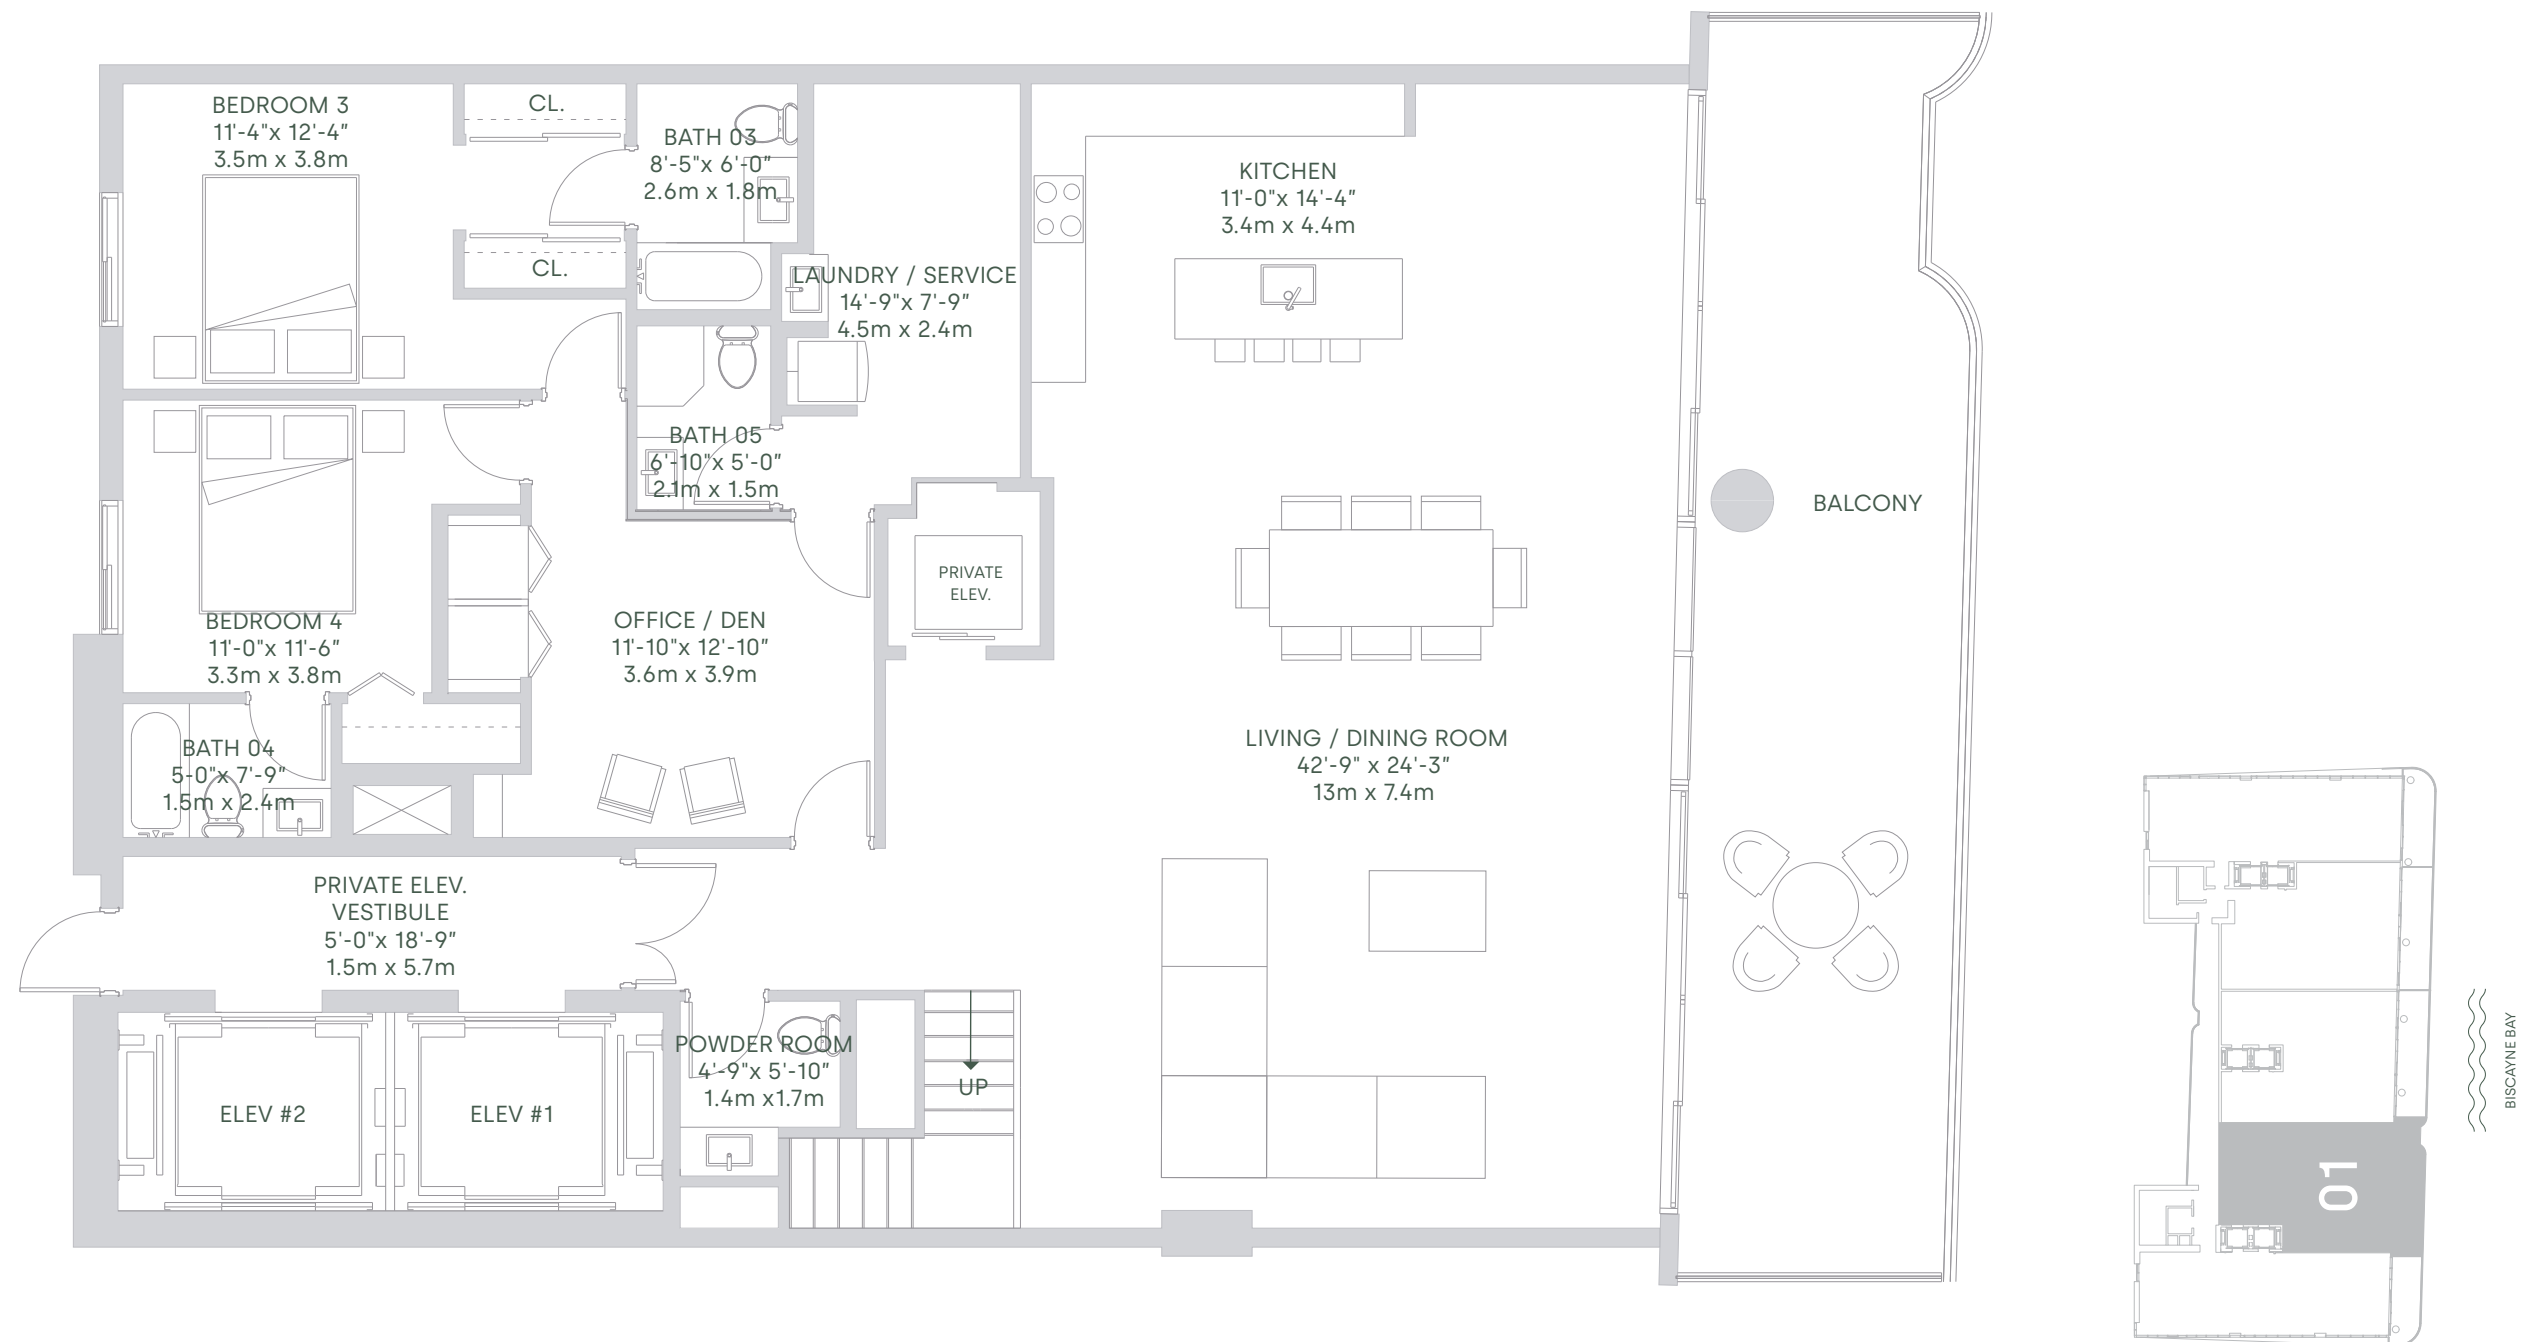 BEDROOM 3
11'-4"x 12'-4"
3.5m x 3.8m
CL.
CL.
BATH 03
8'-5"x 6'-0"
2.6m x 1.8m
LAUNDRY / SERVICE
14'-9"x 7'-9"
4.5m x 2.4m
KITCHEN
11'-0"x 14'-4"
3.4m x 4.4m
BATH 05
6'-10"x 5'-0"
2.1m x 1.5m
BALCONY
PRIVATE
ELEV.
BEDROOM 4
11'-0"x 11'-6"
3.3m x 3.8m
OFFICE / DEN
11'-10"x 12'-10"
3.6m x 3.9m
BATH 04
5-0"x 7'-9"
1.5m x 2.4m
LIVING / DINING ROOM
42'-9" x 24'-3"
13m x 7.4m
PRIVATE ELEV.
VESTIBULE
5'-0"x 18'-9"
1.5m x 5.7m
POWDER ROOM
4'-9"x 5'-10"
1.4m x1.7m
UP
ELEV #2
ELEV #1
01
BISCAYNE BAY